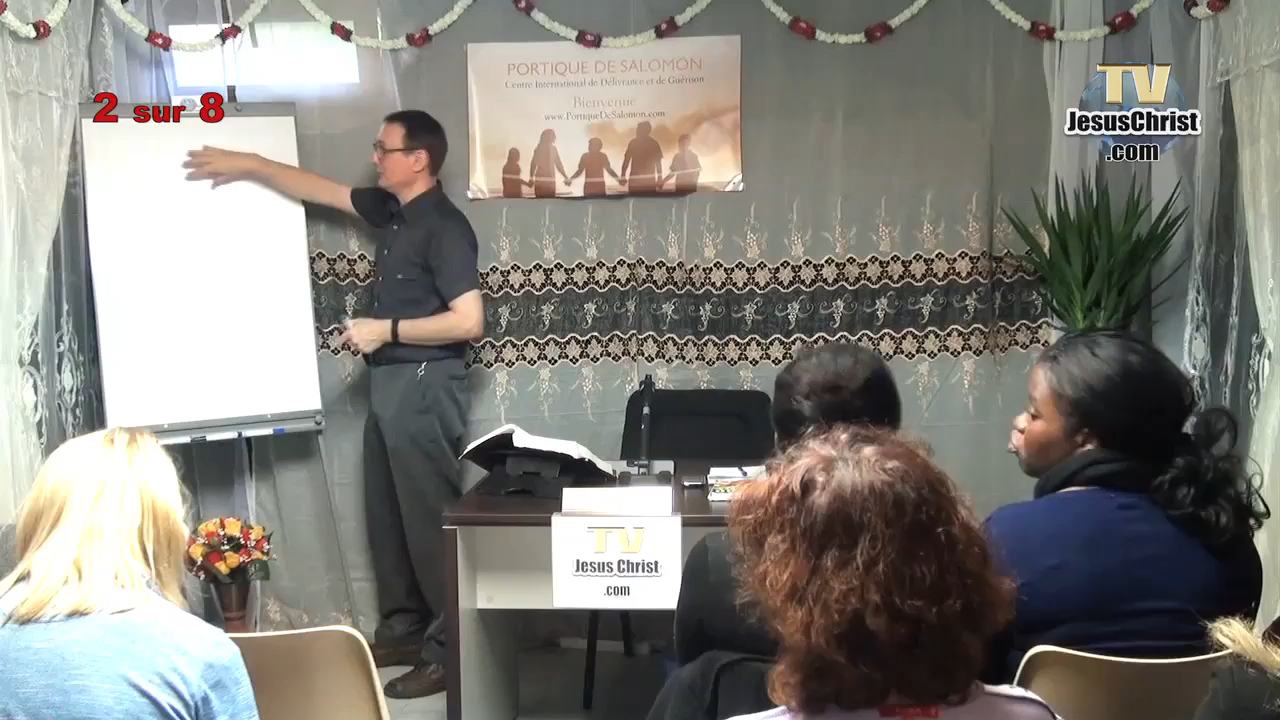 2 sur 8
PORTIQUE DE SALOMON
Centre International de Délivrance et de Guérison
Bienvenue
www.PortiqueDeSalomon.com
TV
JesusChrist
.com
TV
Jesus Christ
.com